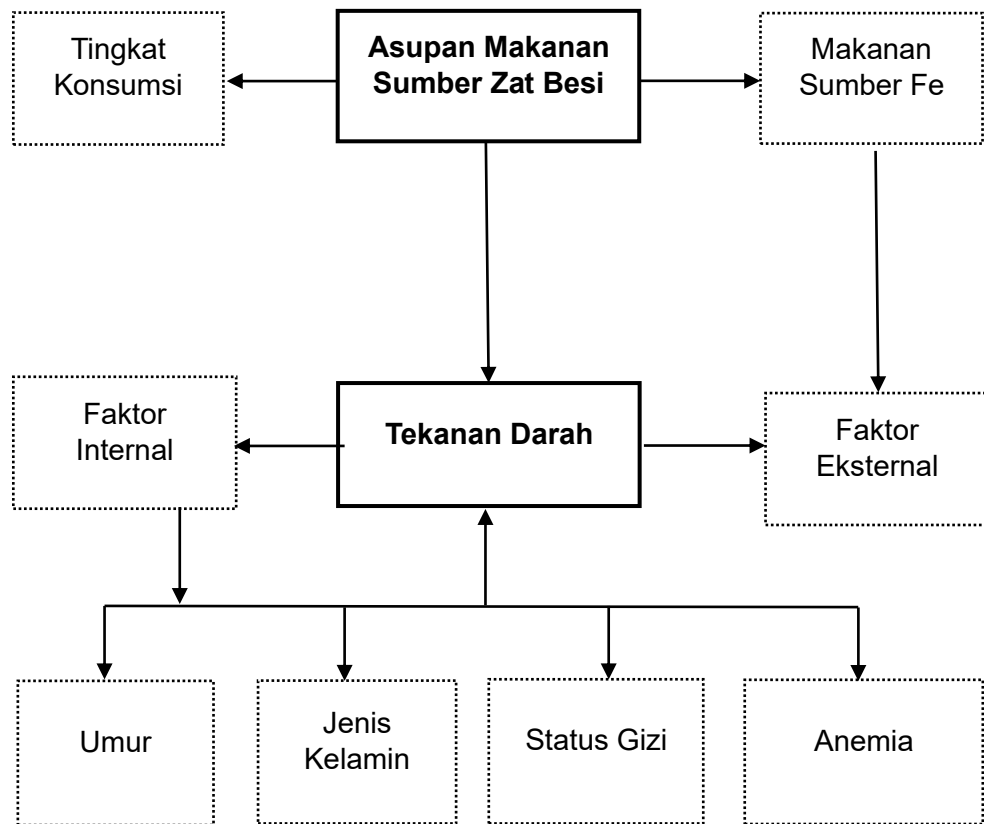 Tingkat
Konsumsi
Asupan Makanan
Sumber Zat Besi
Makanan
Sumber Fe
Faktor
Internal
Tekanan Darah
Faktor
Eksternal
Umur
Jenis
Kelamin
Status Gizi
Anemia